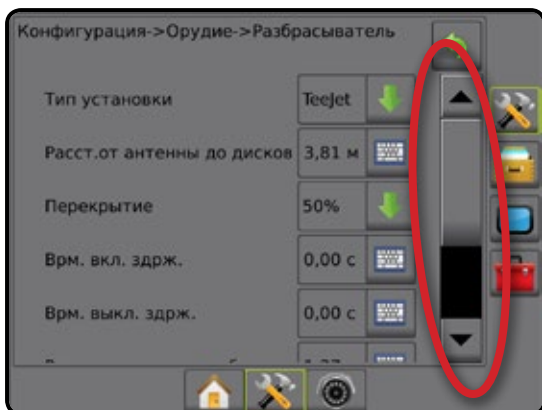 Конфигурация->Орудие->Разбрасыватель
Тип установки TeeJet
Расст.от антенны до дисков 3,81 м
Перекрытие 50%
Врм. вкл. здрж. 0,00 с
Врм. выкл. здрж. 0,00 с